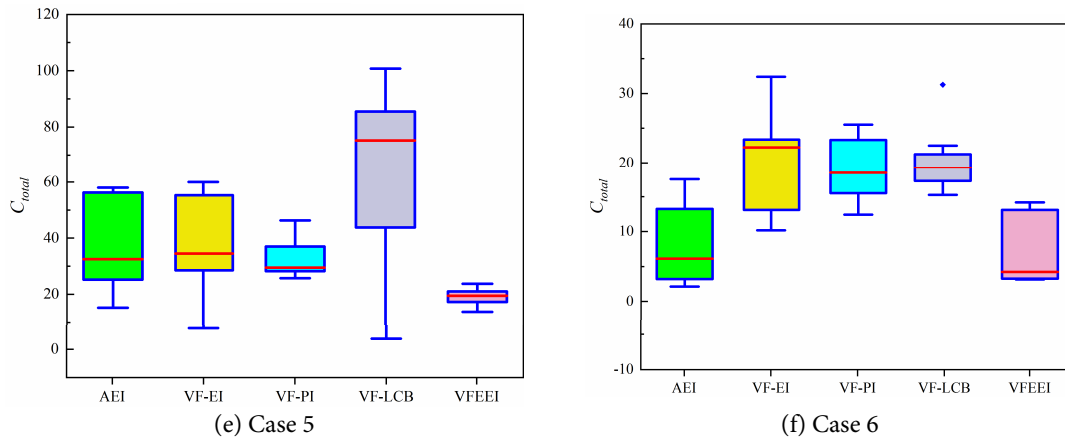 120
100
80
60
40
20
0
C_total
AEI VF-EI VF-PI VF-LCB VFEEI
(e) Case 5
40
30
20
10
0
-10
C_total
AEI VF-EI VF-PI VF-LCB VFEEI
(f) Case 6